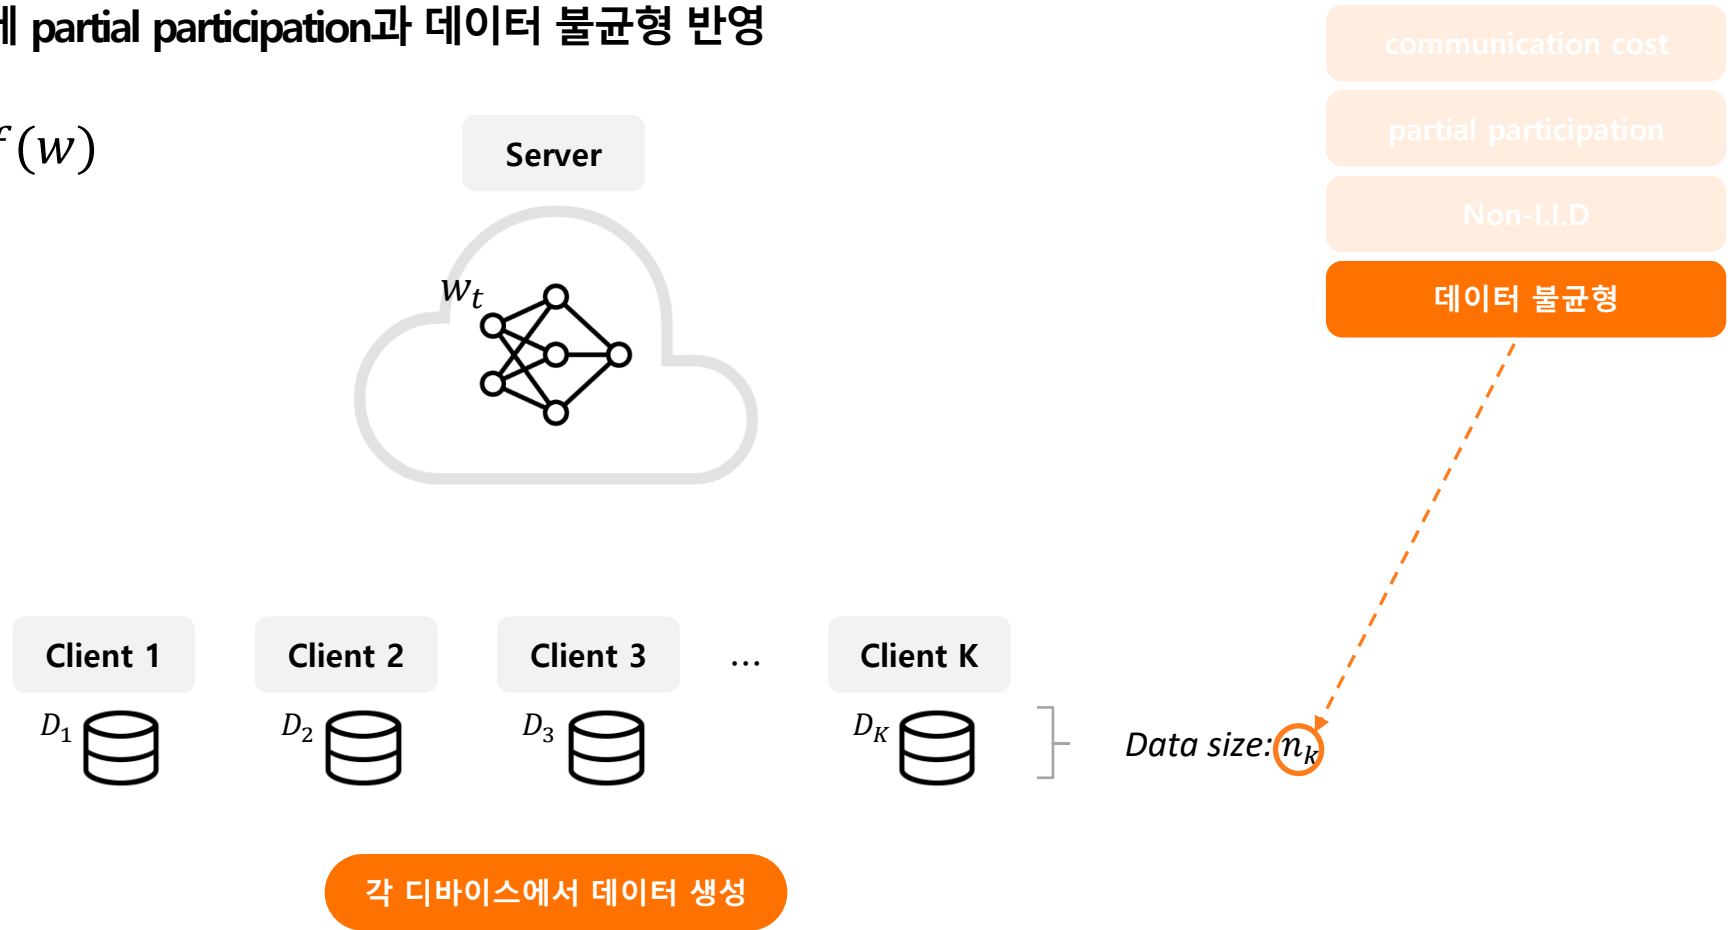 partial participation과 데이터 불균형 반영
f(w)
Server
w_t
communication cost
partial participation
Non-I.I.D
데이터 불균형
Client 1
Client 2
Client 3
...
Client K
D_1
D_2
D_3
D_K
Data size: n_k
각 디바이스에서 데이터 생성